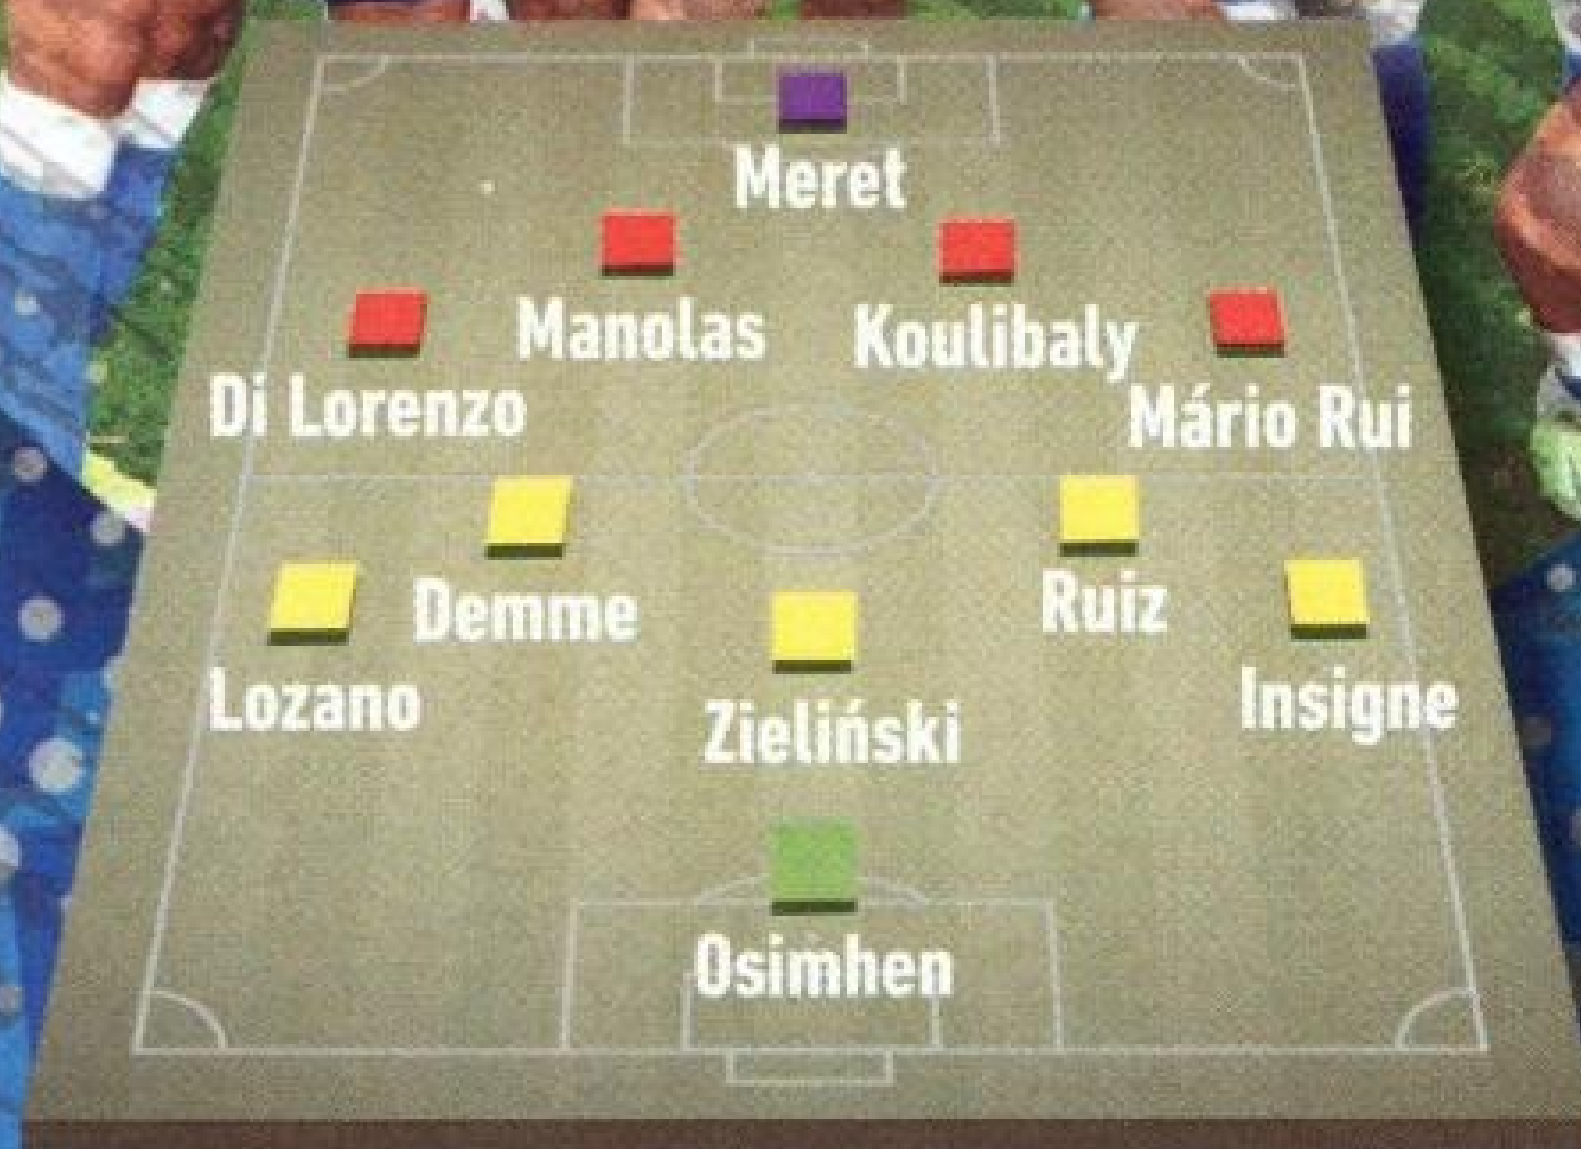 Meret
Manolas
Koulibaly
Di Lorenzo
Mário Rui
Demme
Ruiz
Lozano
Zieliński
Insigne
Osimhen